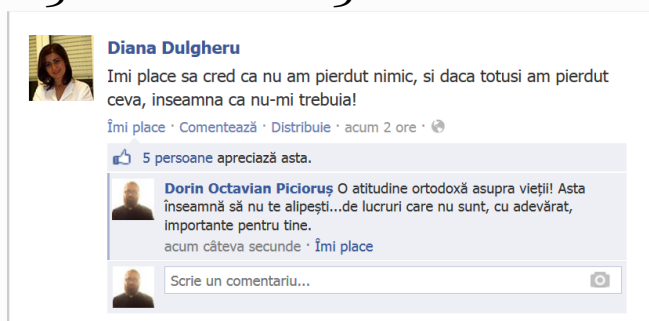 Diana Dulgheru
Imi place sa cred ca nu am pierdut nimic, si daca totusi am pierdut
ceva, inseamna ca nu-mi trebuia!
Îmi place · Comentează · Distribuie · acum 2 ore ·
5 persoane apreciază asta.
Dorin Octavian Picioruș O atitudine ortodoxă asupra vieții! Asta
înseamnă să nu te alipești...de lucruri care nu sunt, cu adevărat,
importante pentru tine.
acum câteva secunde · Îmi place
Scrie un comentariu...